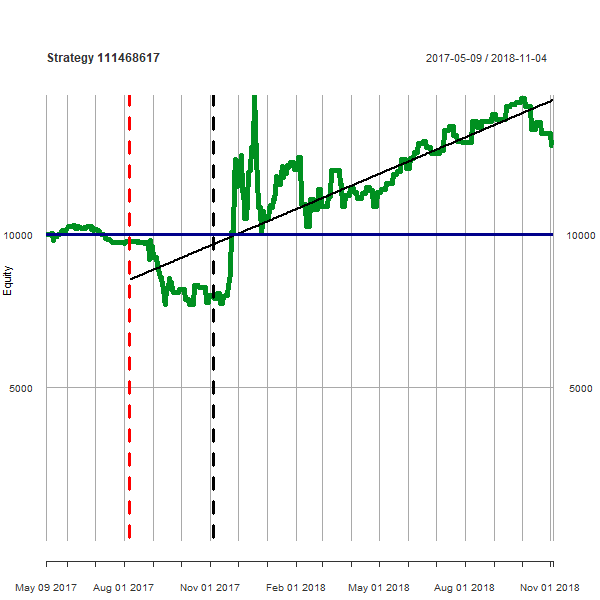 Strategy 111468617 2017-05-09 / 2018-11-04
10000 10000
Equity
5000 5000
May 09 2017 Aug 01 2017 Nov 01 2017 Feb 01 2018 May 01 2018 Aug 01 2018 Nov 01 2018